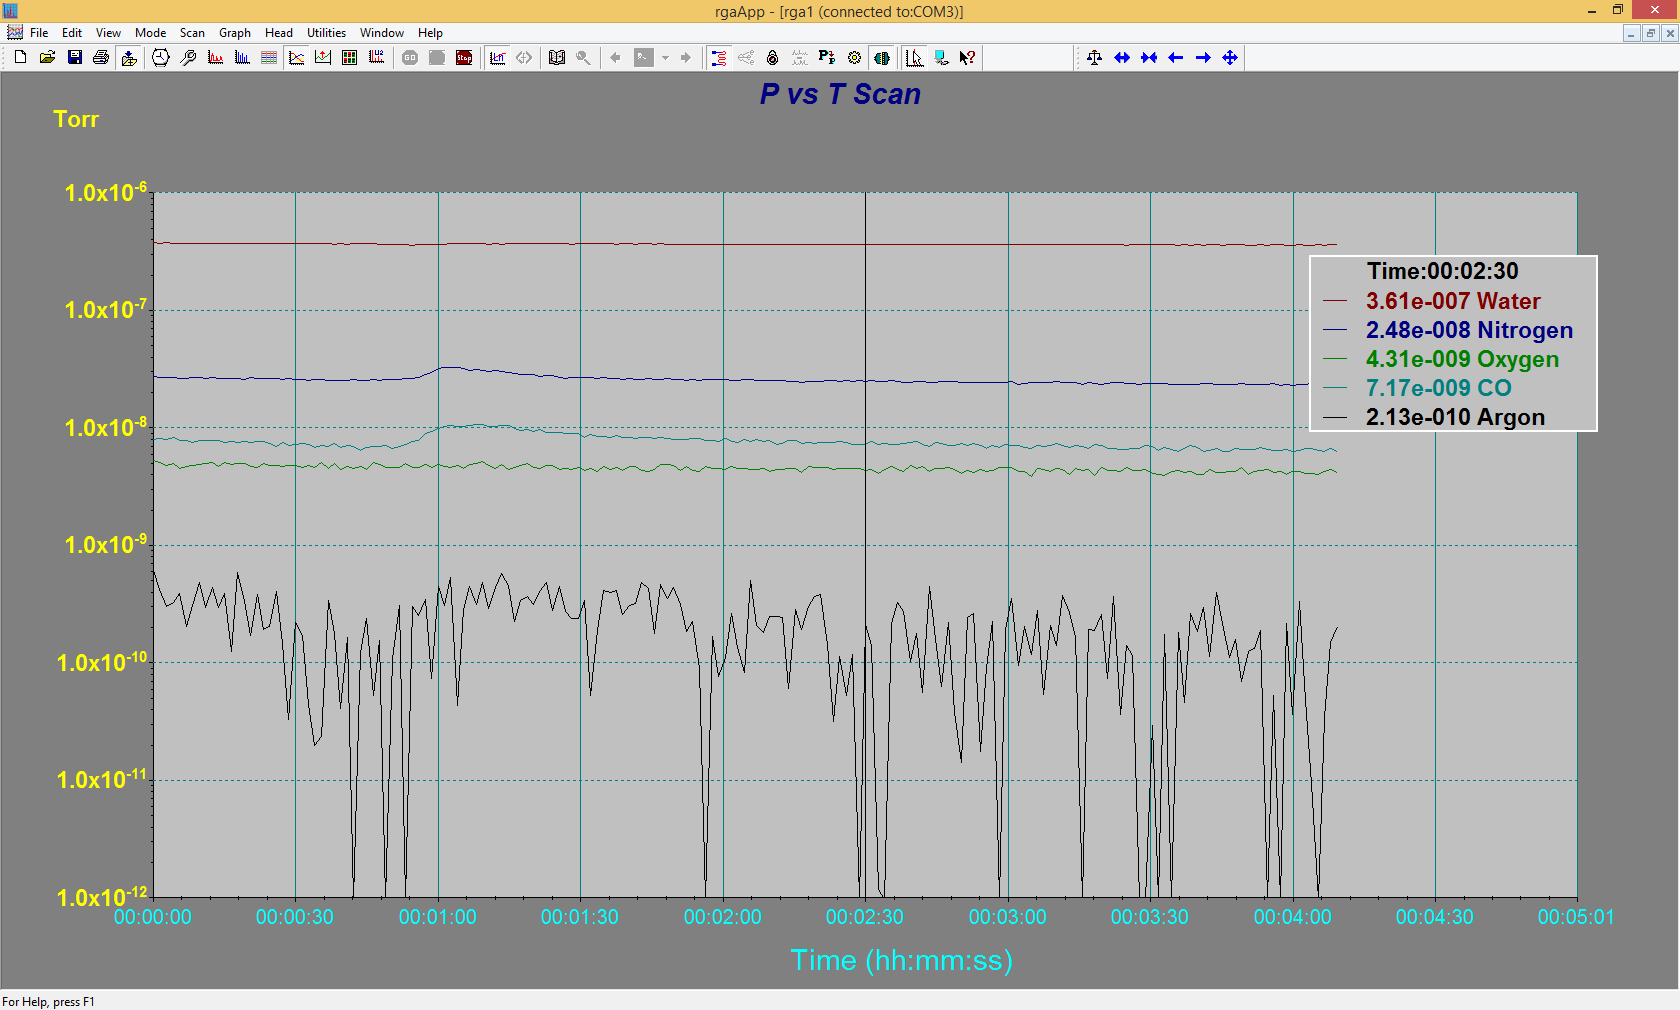 rgaApp - [rga1 (connected to:COM3)]
File Edit View Mode Scan Graph Head Utilities Window Help
GO Stop
P vs T Scan
Torr
1.0x10⁻⁶
1.0x10⁻⁷
1.0x10⁻⁸
1.0x10⁻⁹
1.0x10⁻¹⁰
1.0x10⁻¹¹
1.0x10⁻¹²
Time:00:02:30
3.61e-007 Water
2.48e-008 Nitrogen
4.31e-009 Oxygen
7.17e-009 CO
2.13e-010 Argon
00:00:00 00:00:30 00:01:00 00:01:30 00:02:00 00:02:30 00:03:00 00:03:30 00:04:00 00:04:30 00:05:01
Time (hh:mm:ss)
For Help, press F1